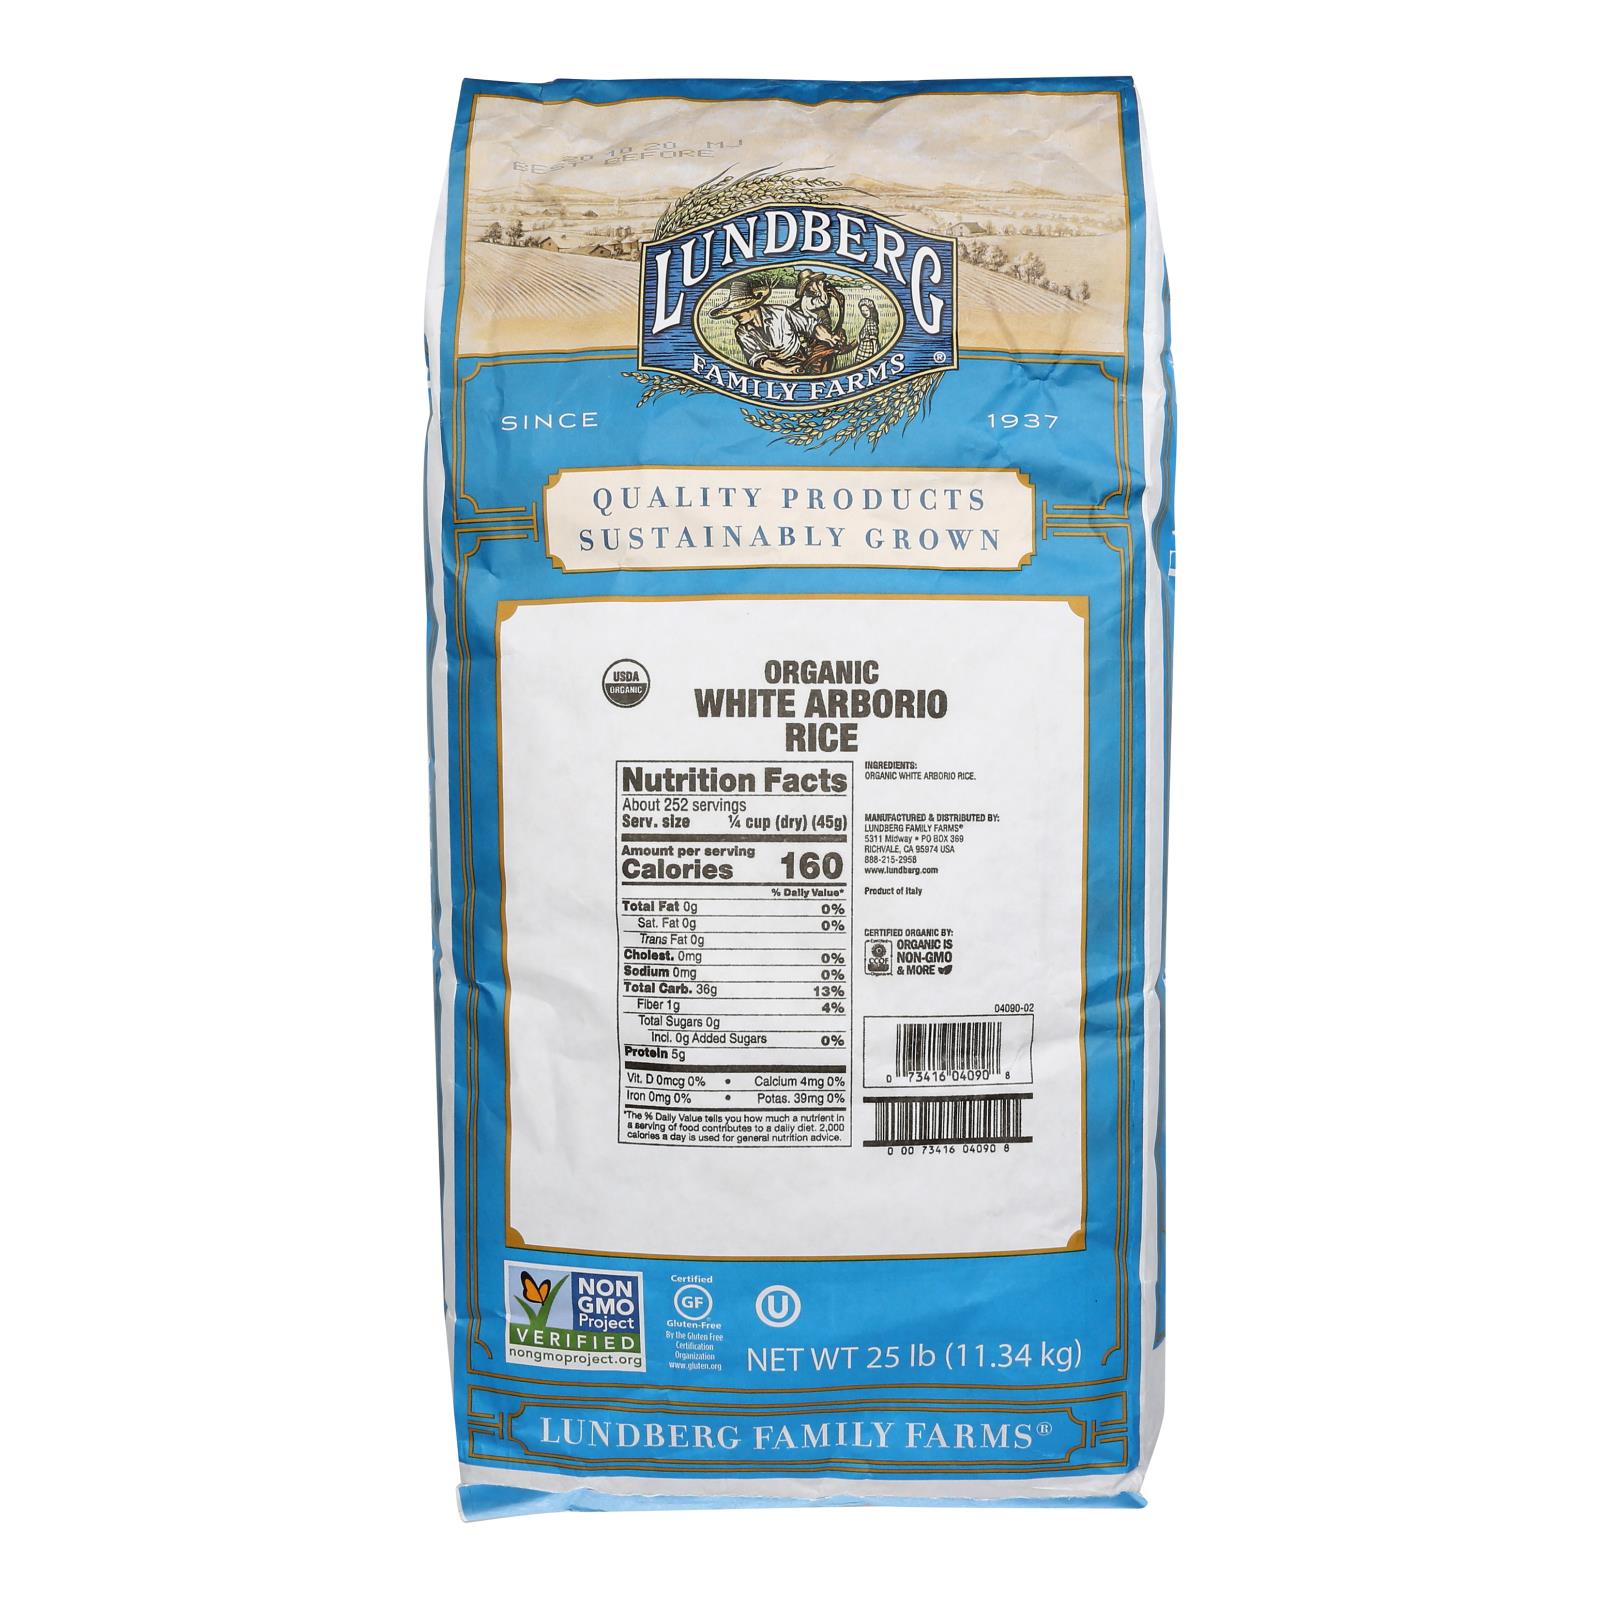 20 10 20 MJ
BEST BEFORE
LUNDBERG
FAMILY FARMS ®
SINCE 1937
QUALITY PRODUCTS
SUSTAINABLY GROWN
USDA
ORGANIC
ORGANIC
WHITE ARBORIO
RICE
Nutrition Facts
About 252 servings
Serv. size ¼ cup (dry) (45g)
Amount per serving
Calories 160
% Daily Value*
Total Fat 0g 0%
Sat. Fat 0g 0%
Trans Fat 0g
Cholest. 0mg 0%
Sodium 0mg 0%
Total Carb. 36g 13%
Fiber 1g 4%
Total Sugars 0g
Incl. 0g Added Sugars 0%
Protein 5g
Vit. D 0mcg 0% • Calcium 4mg 0%
Iron 0mg 0% • Potas. 39mg 0%
*The % Daily Value tells you how much a nutrient in
a serving of food contributes to a daily diet. 2,000
calories a day is used for general nutrition advice.
INGREDIENTS:
ORGANIC WHITE ARBORIO RICE.
MANUFACTURED & DISTRIBUTED BY:
LUNDBERG FAMILY FARMS®
5311 Midway • PO BOX 369
RICHVALE, CA 95974 USA
888-215-2958
www.lundberg.com
Product of Italy
CERTIFIED ORGANIC BY:
Certified
CCOF
Organic
ORGANIC IS
NON-GMO
& MORE
04090-02
0 73416 04090 8
0 00 73416 04090 8
NON
GMO
Project
VERIFIED
nongmoproject.org
Certified
GF
Gluten-Free
By the Gluten Free
Certification
Organization
www.gluten.org
U
NET WT 25 lb (11.34 kg)
LUNDBERG FAMILY FARMS®